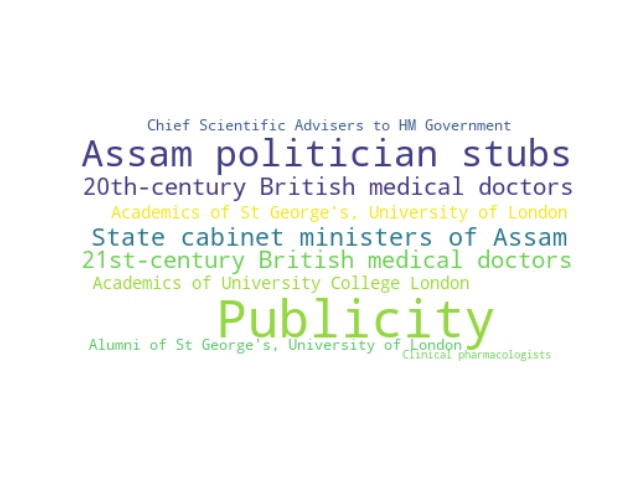 Chief Scientific Advisers to HM Government
Assam politician stubs
20th-century British medical doctors
Academics of St George's, University of London
State cabinet ministers of Assam
21st-century British medical doctors
Academics of University College London
Publicity
Alumni of St George's, University of London
Clinical pharmacologists